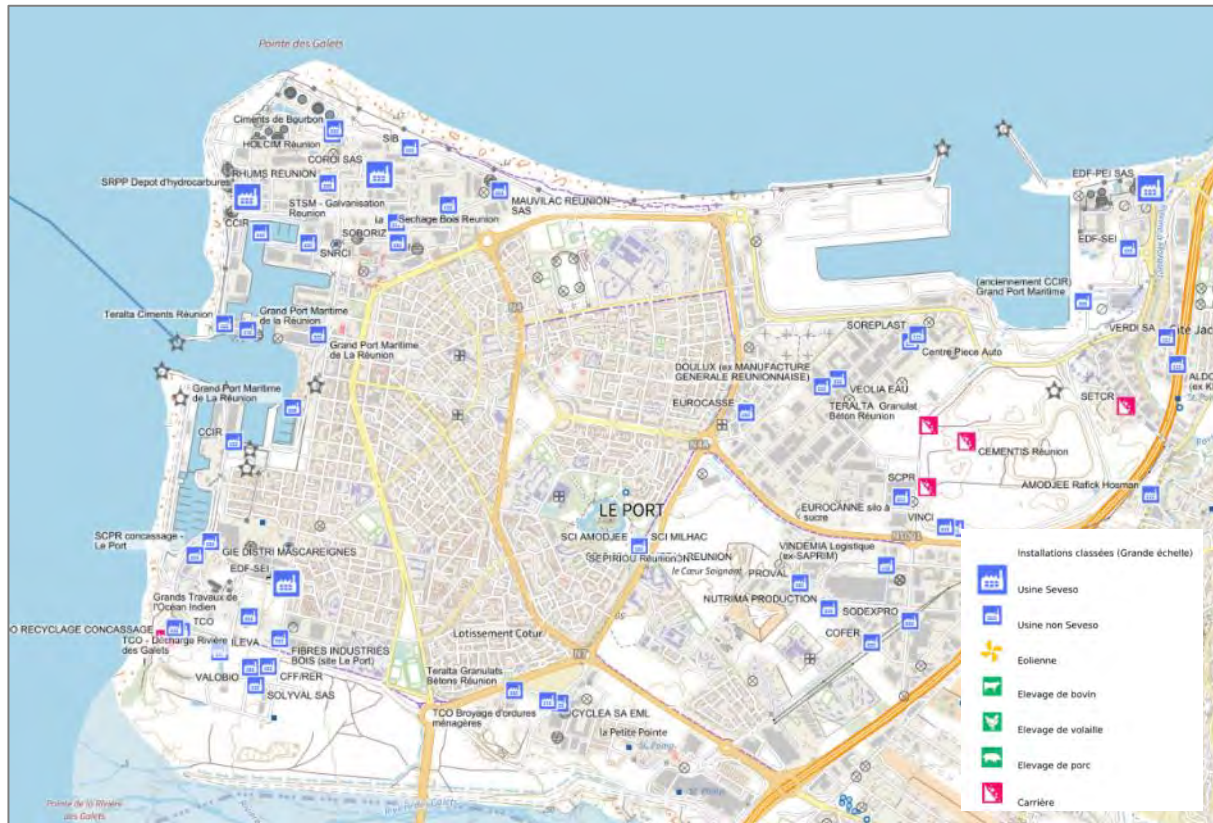 Pointe des Galets
Ciments de Bourbon
HOLCIM Réunion
SIB
COROI SAS
RHUMS REUNION
SRPP Depot d'hydrocarbures
STSM - Galvanisation
Reunion
MAUVILAC REUNION
SAS
Sechage Bois Reunion
CCIR
SOBORIZ
SNRCI
EDF-PEI SAS
EDF-SEI
(anciennement CCIR)
Grand Port Maritime
Teralta Ciments Réunion
Grand Port Maritime
de la Réunion
Grand Port Maritime
de La Réunion
SOREPLAST
Centre Piece Auto
VERDI SA
DOULUX (ex MANUFACTURE
GENERALE REUNIONNAISE)
VEOLIA EAU
Grand Port Maritime
de La Réunion
EUROCASSE
TERALTA Granulat
Béton Réunion
SETCR
CCIR
CEMENTIS Réunion
SCPR
AMODJEE Rafick Hosman
LE PORT
EUROCANNE silo à
sucre
VINCI
SCPR concassage -
Le Port
SCI AMODJEE
SCI MILHAC
GIE DISTRI MASCAREIGNES
le Cœur Saignant
VINDEMIA Logistique
(ex-SAPRIM)
EDF-SEI
PROVAL
Grands Travaux de
l'Océan Indien
NUTRIMA PRODUCTION
SODEXPRO
TCO
O RECYCLAGE CONCASSAGE
TCO - Décharge Rivière
des Galets
ILEVA
Lotissement Cotur
COFER
FIBRES INDUSTRIES
BOIS (site Le Port)
VALOBIO
CFF/RER
SOLYVAL SAS
Teralta Granulats
Bétons Réunion
TCO Broyage d'ordures
ménagères
CYCLEA SA EML
la Petite Pointe
Pointe de la Rivière
des Galets
Installations classées (Grande échelle)
Usine Seveso
Usine non Seveso
Eolienne
Elevage de bovin
Elevage de volaille
Elevage de porc
Carrière